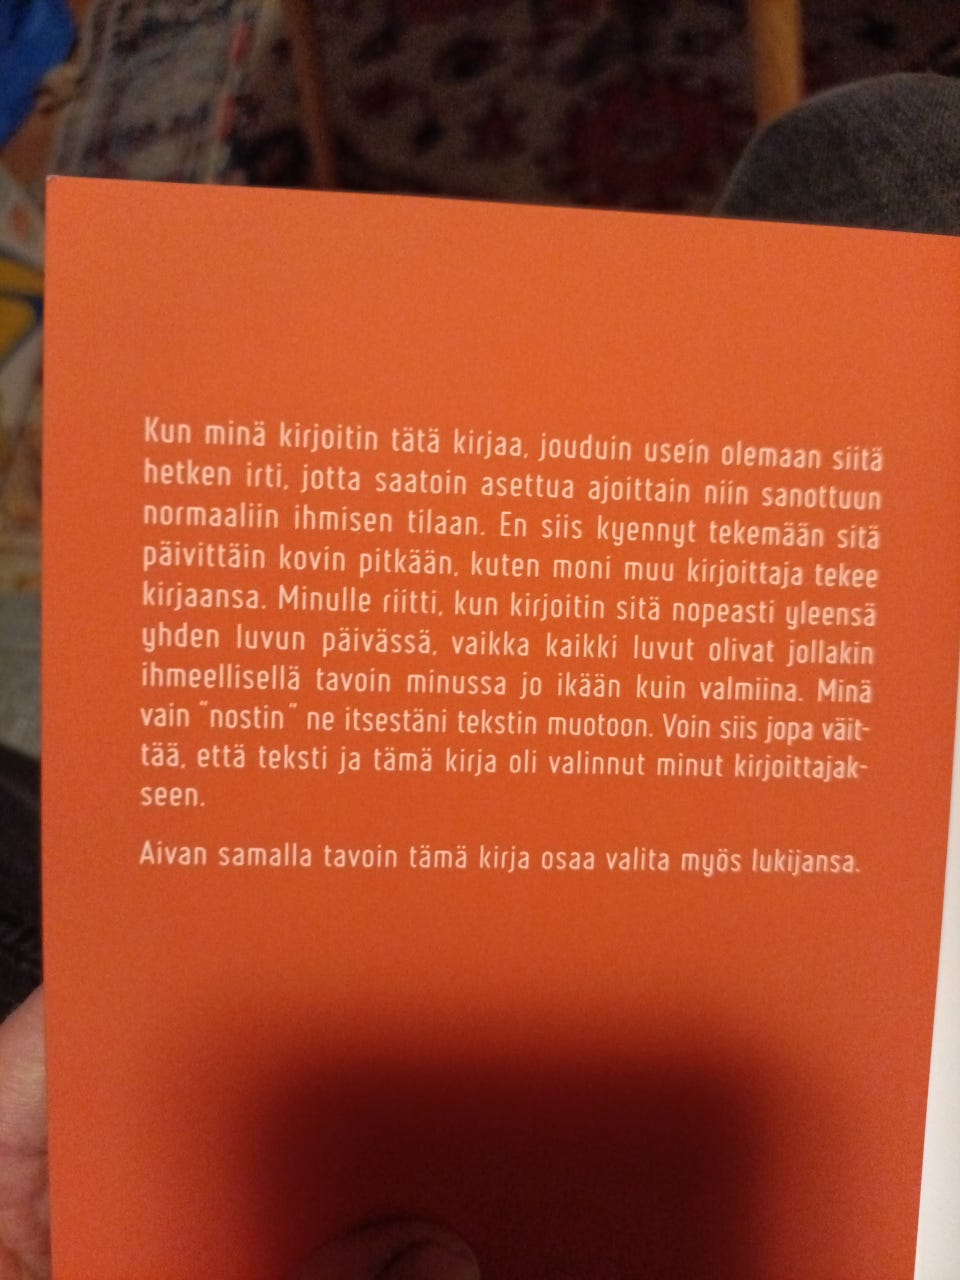 Kun minä kirjoitin tätä kirjaa, jouduin usein olemaan siitä
hetken irti, jotta saatoin asettua ajoittain niin sanottuun
normaaliin ihmisen tilaan. En siis kyennyt tekemään sitä
päivittäin kovin pitkään, kuten moni muu kirjoittaja tekee
kirjaansa. Minulle riitti, kun kirjoitin sitä nopeasti yleensä
yhden luvun päivässä, vaikka kaikki luvut olivat jollakin
ihmeellisellä tavoin minussa jo ikään kuin valmiina. Minä
vain ˝nostin˝ ne itsestäni tekstin muotoon. Voin siis jopa väit-
tää, että teksti ja tämä kirja oli valinnut minut kirjoittajak-
seen.
Aivan samalla tavoin tämä kirja osaa valita myös lukijansa.